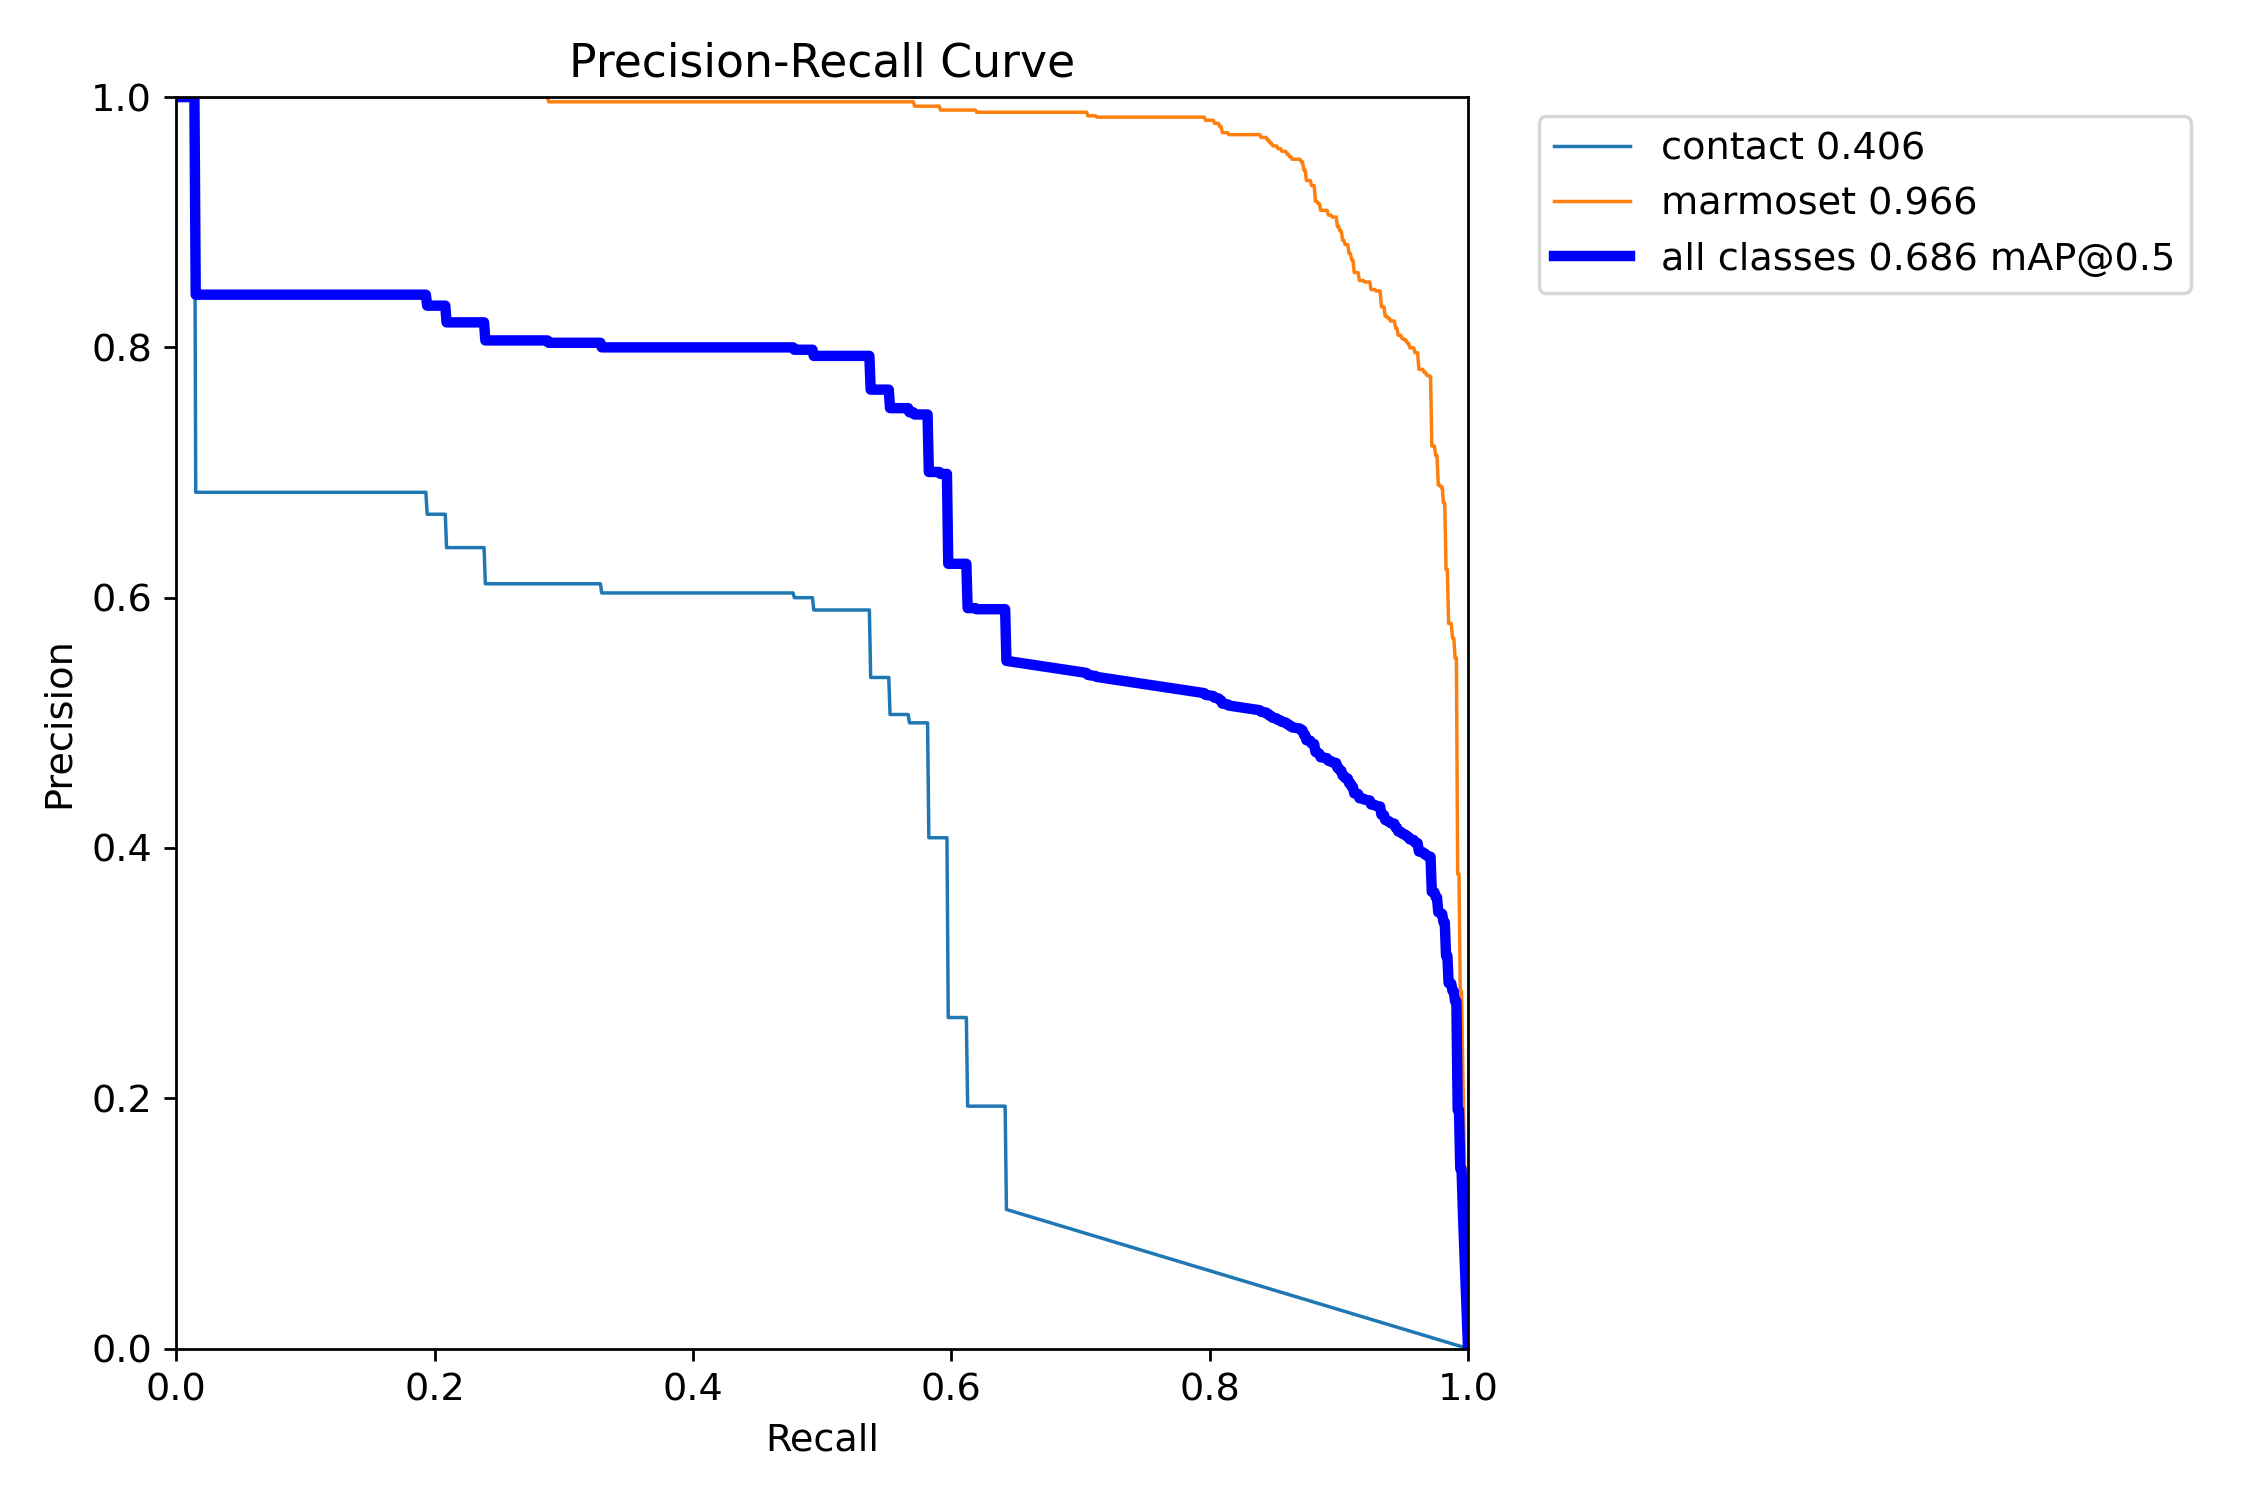 Precision-Recall Curve
contact 0.406
marmoset 0.966
all classes 0.686 mAP@0.5
Precision
1.0
0.8
0.6
0.4
0.2
0.0
0.0 0.2 0.4 0.6 0.8 1.0
Recall